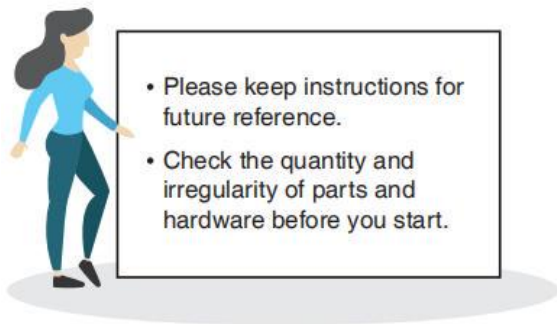 • Please keep instructions for
future reference.
• Check the quantity and
irregularity of parts and
hardware before you start.